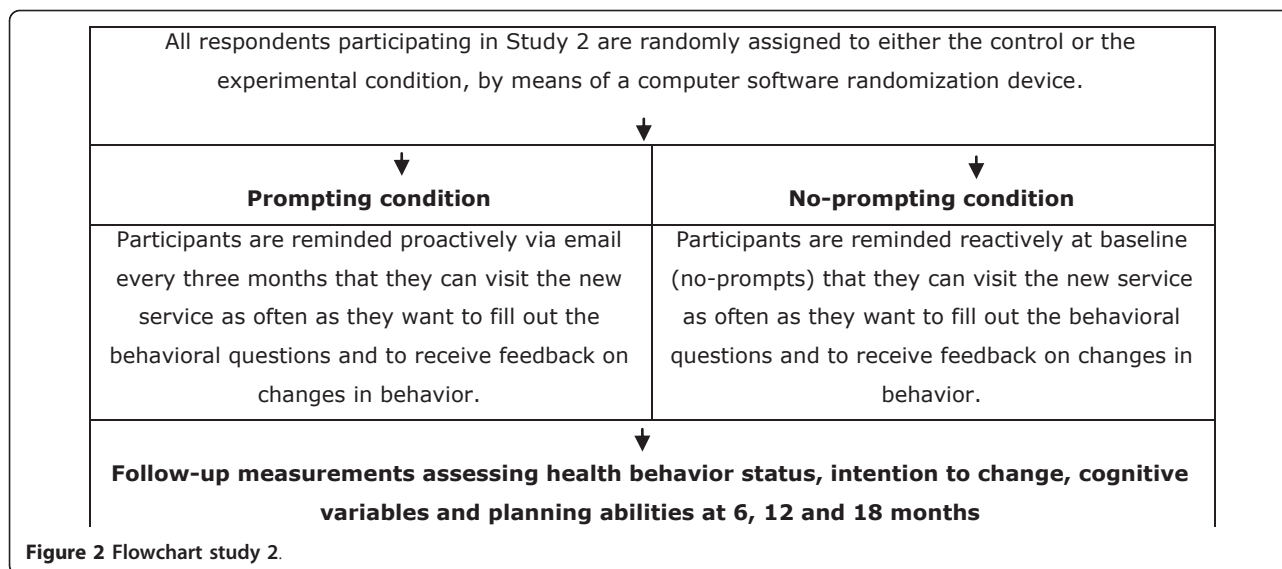 All respondents participating in Study 2 are randomly assigned to either the control or the
experimental condition, by means of a computer software randomization device.
Prompting condition
Participants are reminded proactively via email
every three months that they can visit the new
service as often as they want to fill out the
behavioral questions and to receive feedback on
changes in behavior.
No-prompting condition
Participants are reminded reactively at baseline
(no-prompts) that they can visit the new service
as often as they want to fill out the behavioral
questions and to receive feedback on changes in
behavior.
Follow-up measurements assessing health behavior status, intention to change, cognitive
variables and planning abilities at 6, 12 and 18 months
Figure 2 Flowchart study 2.